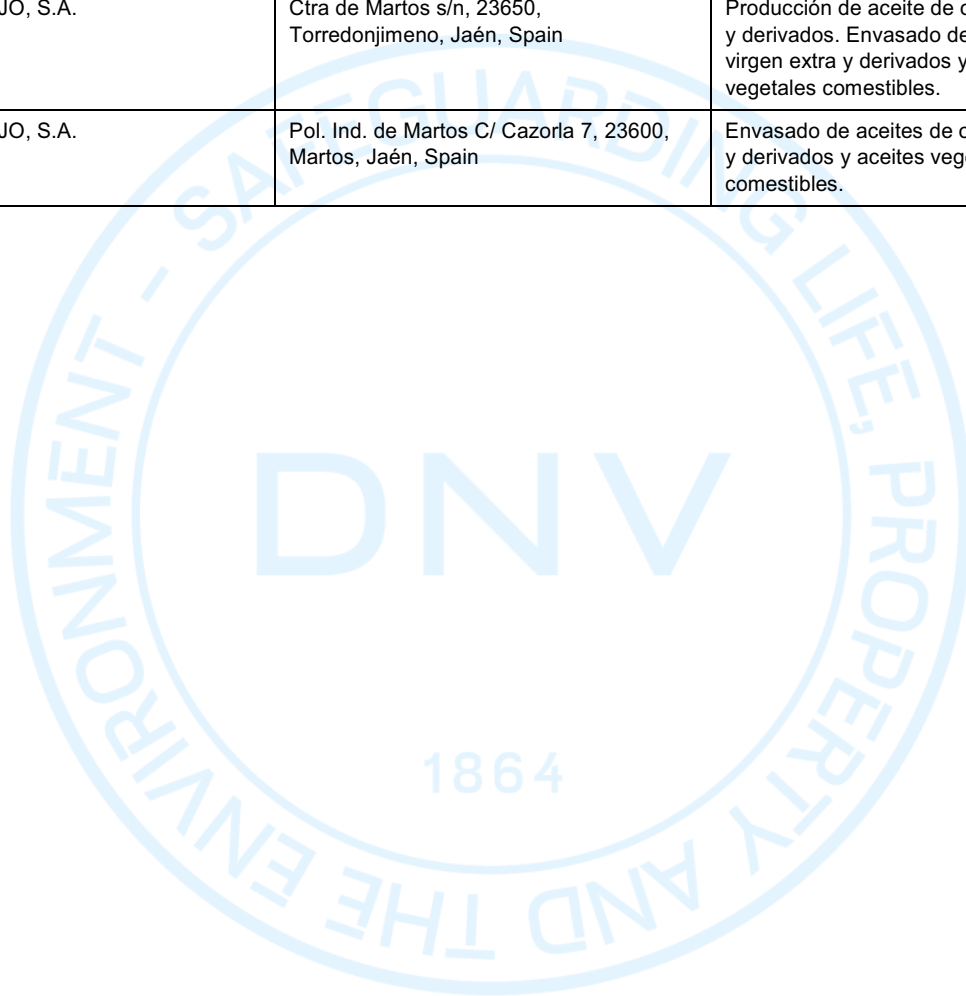 JO, S.A.
Ctra de Martos s/n, 23650,
Torredonjimeno, Jaén, Spain
Producción de aceite de
y derivados. Envasado de
virgen extra y derivados y
vegetales comestibles.
JO, S.A.
Pol. Ind. de Martos C/ Cazorla 7, 23600,
Martos, Jaén, Spain
Envasado de aceites de
y derivados y aceites
comestibles.
SAFEGUARDING LIFE, PROPERTY AND THE ENVIRONMENT -
DNV
1864